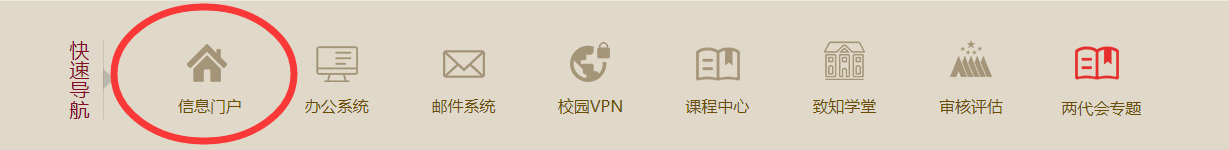 快速导航
信息门户
办公系统
邮件系统
校园VPN
课程中心
致知学堂
审核评估
两代会专题